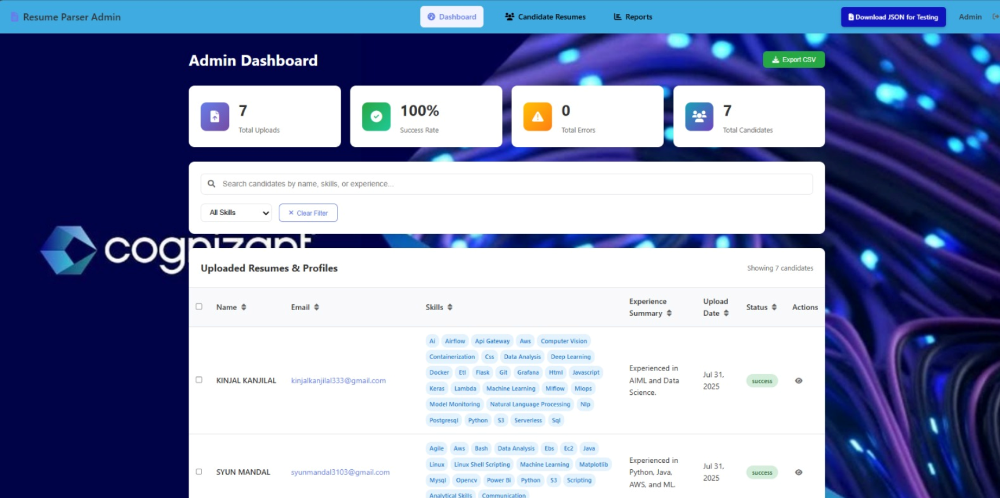 Resume Parser Admin
Dashboard
Candidate Resumes
Reports
Download JSON for Testing
Admin
Admin Dashboard
Export CSV
7
Total Uploads
100%
Success Rate
0
Total Errors
7
Total Candidates
Search candidates by name, skills, or experience...
All Skills
× Clear Filter
cognizant
Uploaded Resumes & Profiles
Showing 7 candidates
Name
Email
Skills
Experience
Summary
Upload
Date
Status
Actions
KINJAL KANJILAL
kinjalkanjilal333@gmail.com
Ai Airflow Api Gateway Aws Computer Vision
Containerization Css Data Analysis Deep Learning
Docker Etl Flask Git Grafana Html Javascript
Keras Lambda Machine Learning Mlflow Mlops
Model Monitoring Natural Language Processing Nlp
Postgresql Python S3 Serverless Sql
Experienced in
AIML and Data
Science.
Jul 31,
2025
success
SYUN MANDAL
syunmandal3103@gmail.com
Agile Aws Bash Data Analysis Ebs Ec2 Java
Linux Linux Shell Scripting Machine Learning Matplotlib
Mysql Opencv Power Bi Python S3 Scripting
Analytical Skills Communication
Experienced in
Python, Java,
AWS, and ML.
Jul 31,
2025
success